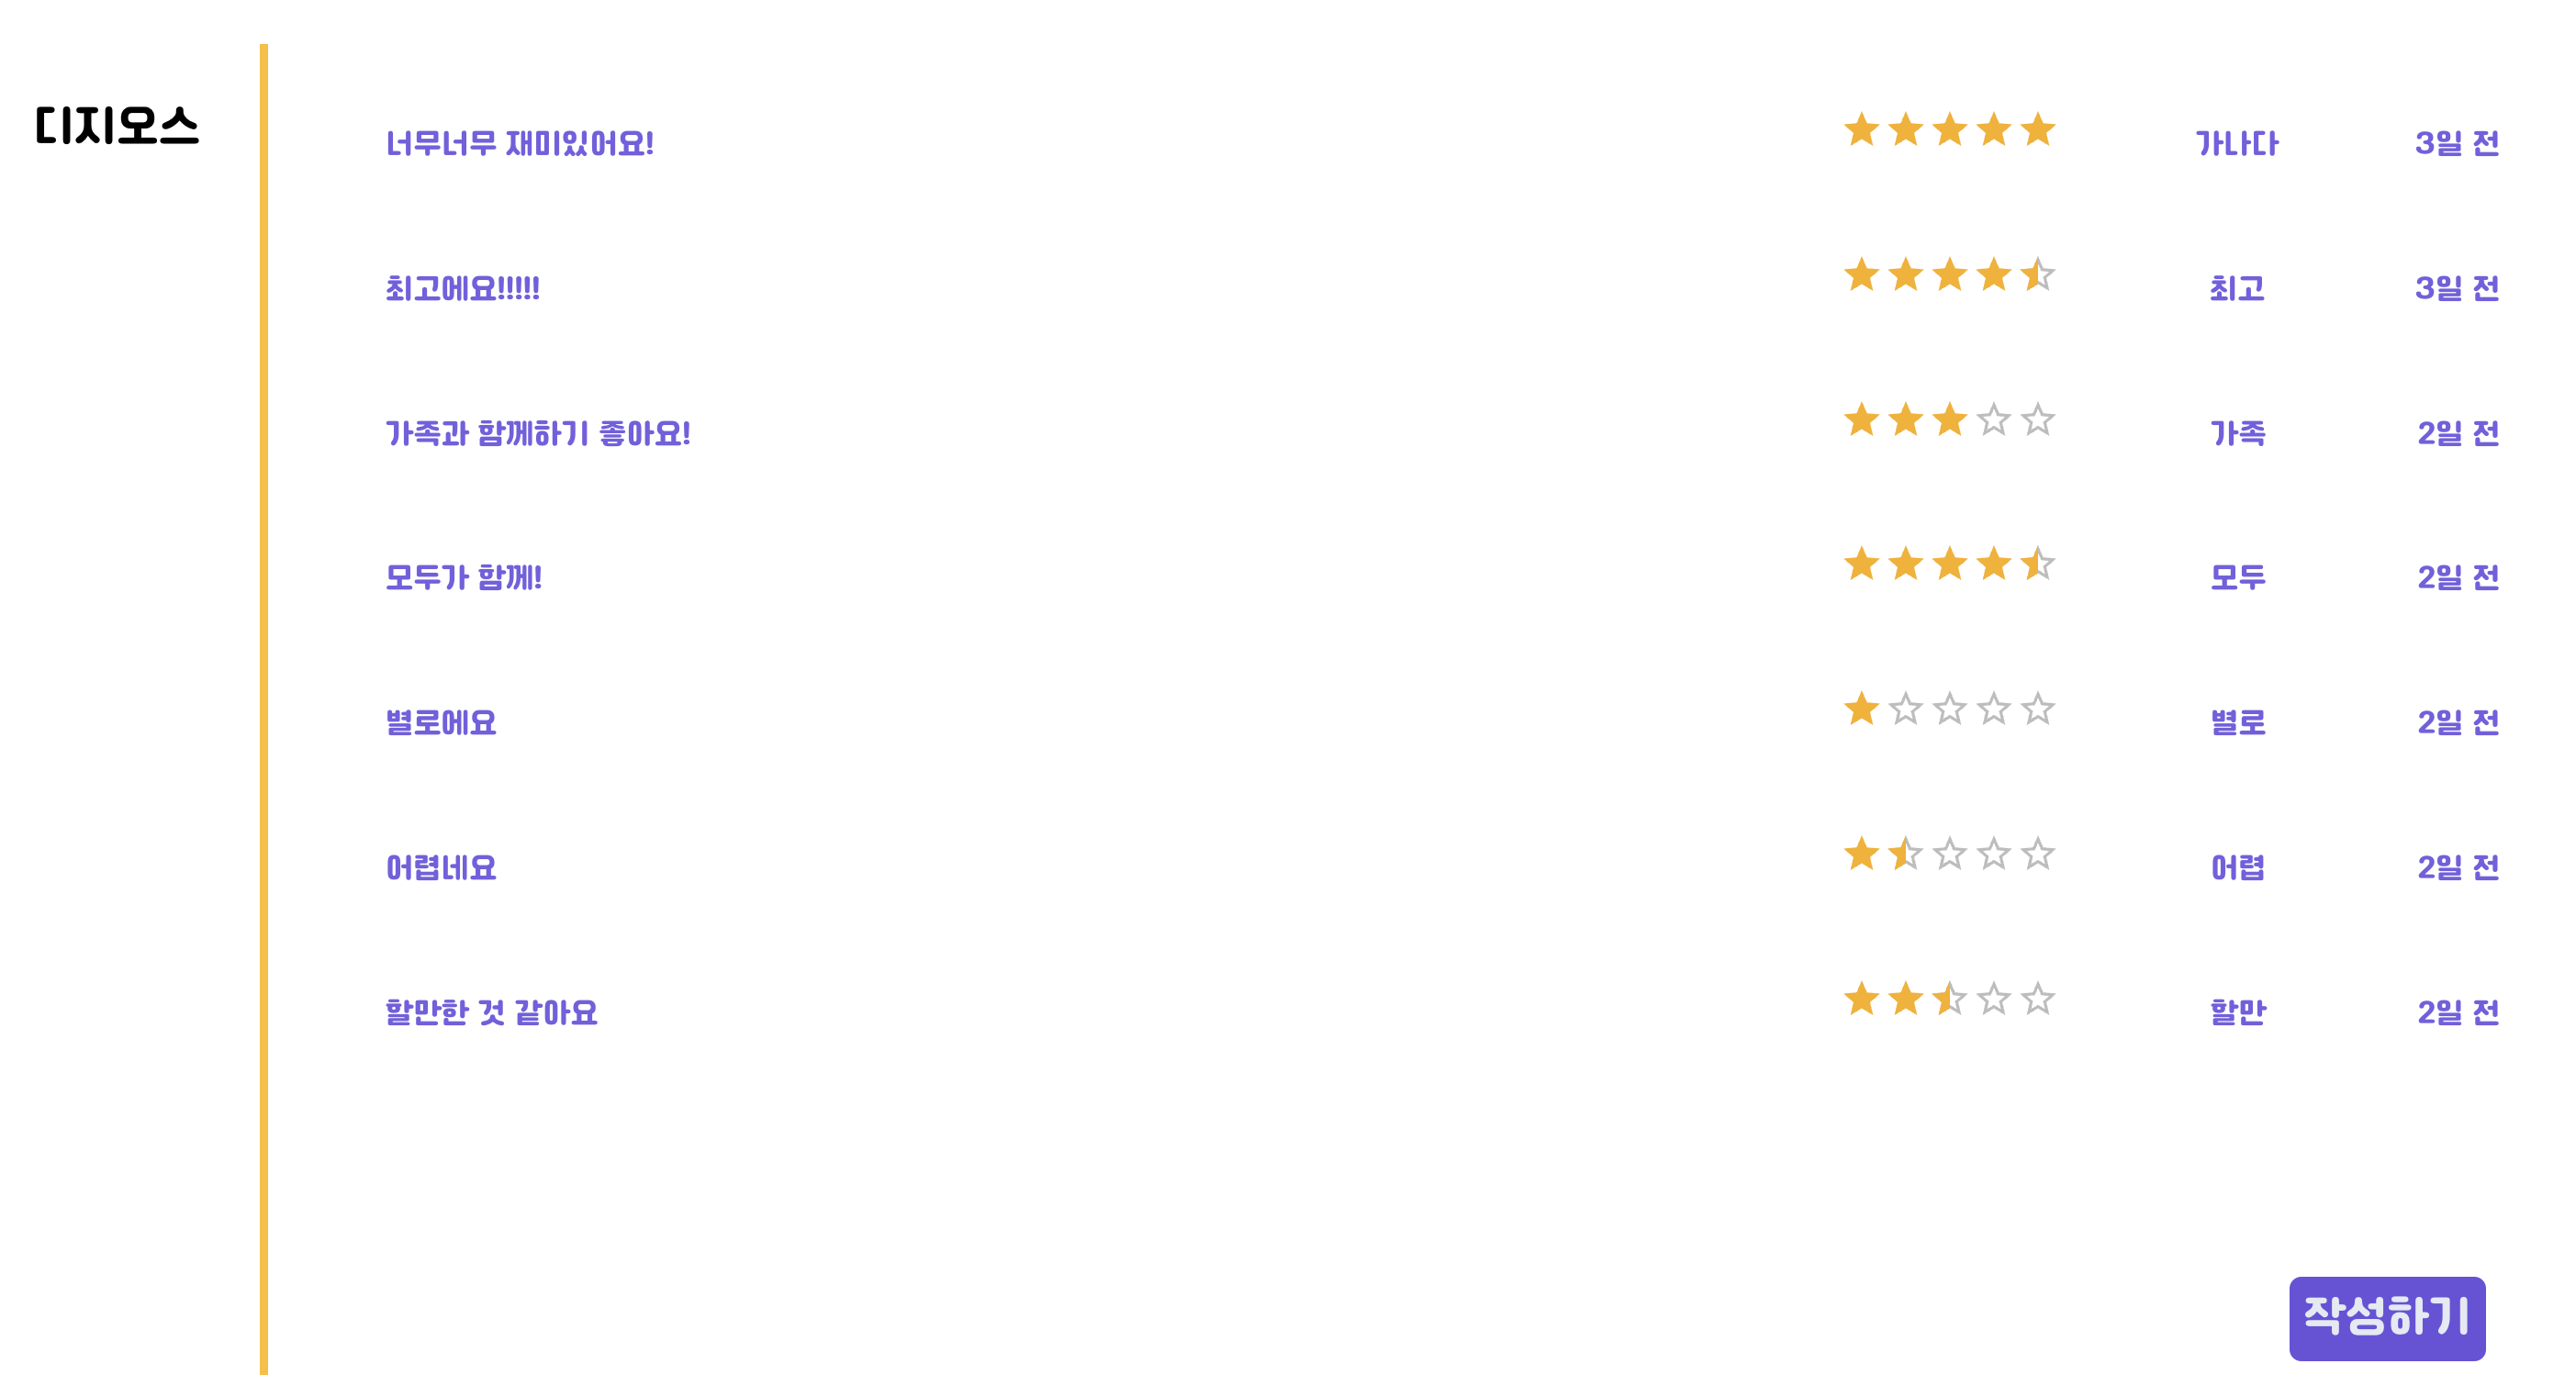 디지오스
너무너무 재미있어요! 가나다 3일 전
최고에요!!!!! 최고 3일 전
가족과 함께하기 좋아요! 가족 2일 전
모두가 함께! 모두 2일 전
별로에요 별로 2일 전
어렵네요 어렵 2일 전
할만한 것 같아요 할만 2일 전
작성하기